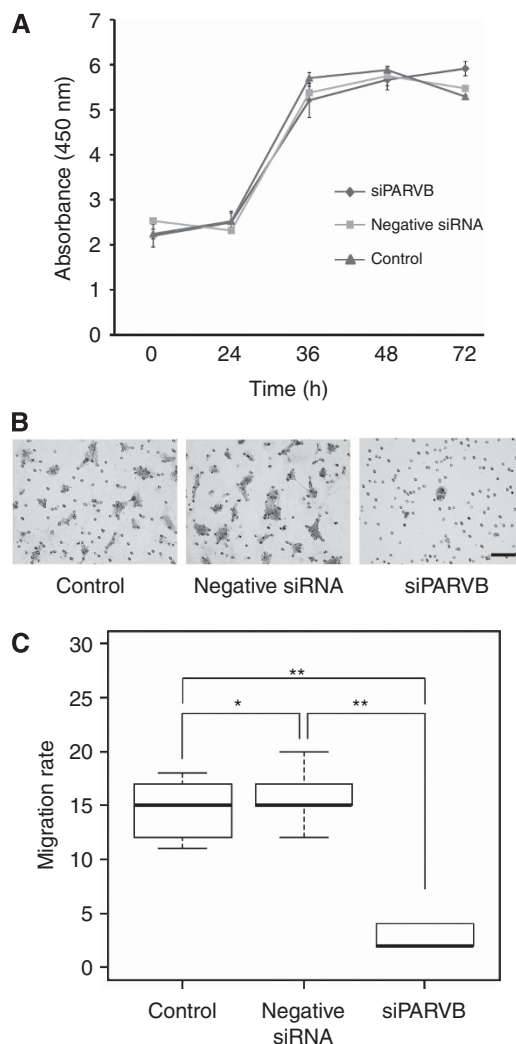 A
7
6
5
4
3
2
1
0
Absorbance (450 nm)
siPARVB
Negative siRNA
Control
0 24 36 48 72
Time (h)
B
Control Negative siRNA siPARVB
C
30
25
20
15
10
5
0
Migration rate
**
* **
Control Negative siPARVB
siRNA